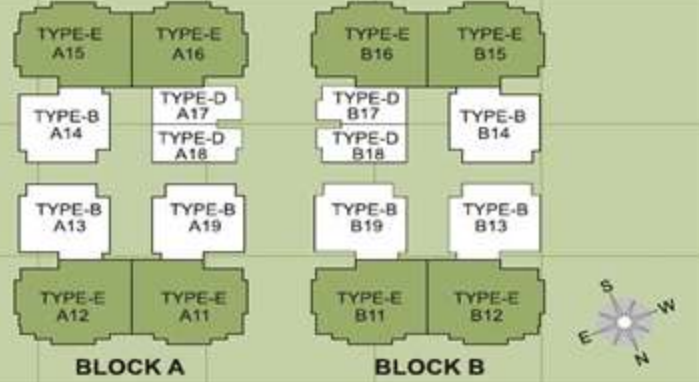 TYPE-E
A15
TYPE-E
A16
TYPE-E
B16
TYPE-E
B15
TYPE-B
A14
TYPE-D
A17
TYPE-D
A18
TYPE-D
B17
TYPE-D
B18
TYPE-B
B14
TYPE-B
A13
TYPE-B
A19
TYPE-B
B19
TYPE-B
B13
TYPE-E
A12
TYPE-E
A11
TYPE-E
B11
TYPE-E
B12
S
W
E
N
BLOCK A
BLOCK B